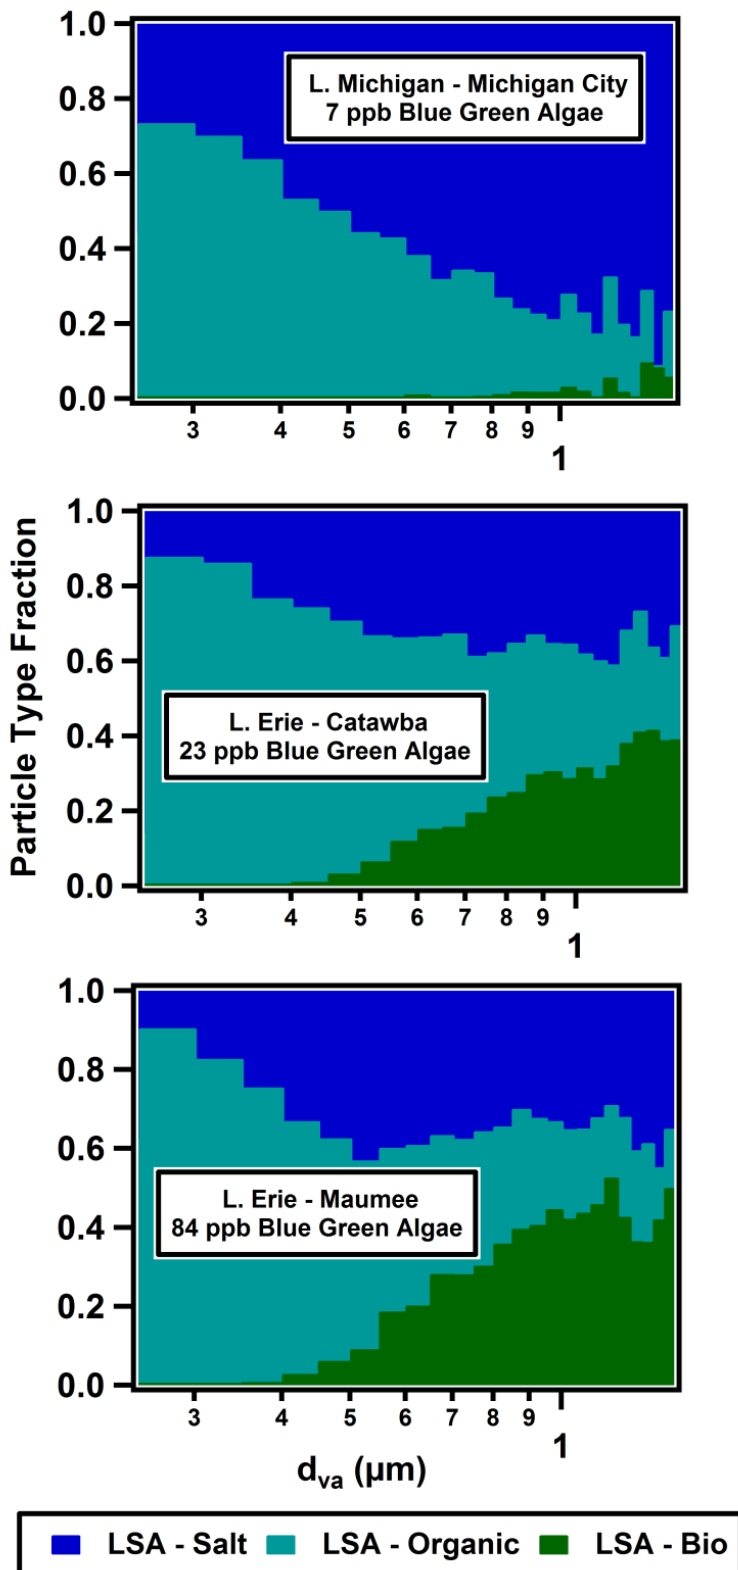 1.0
0.8
0.6
0.4
0.2
0.0
L. Michigan - Michigan City
7 ppb Blue Green Algae
3 4 5 6 7 8 9
1
Particle Type Fraction
1.0
0.8
0.6
0.4
0.2
0.0
L. Erie - Catawba
23 ppb Blue Green Algae
3 4 5 6 7 8 9
1
1.0
0.8
0.6
0.4
0.2
0.0
L. Erie - Maumee
84 ppb Blue Green Algae
3 4 5 6 7 8 9
1
dva (µm)
LSA - Salt LSA - Organic LSA - Bio